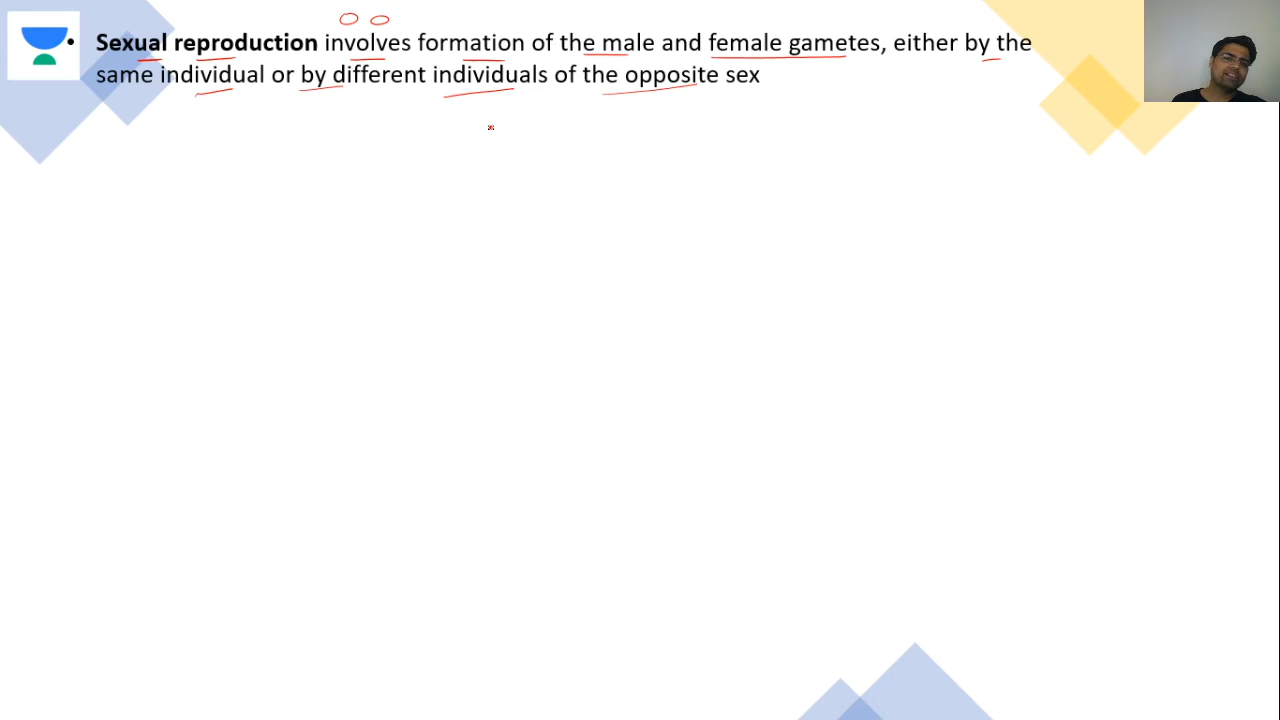 • Sexual reproduction involves formation of the male and female gametes, either by the
same individual or by different individuals of the opposite sex